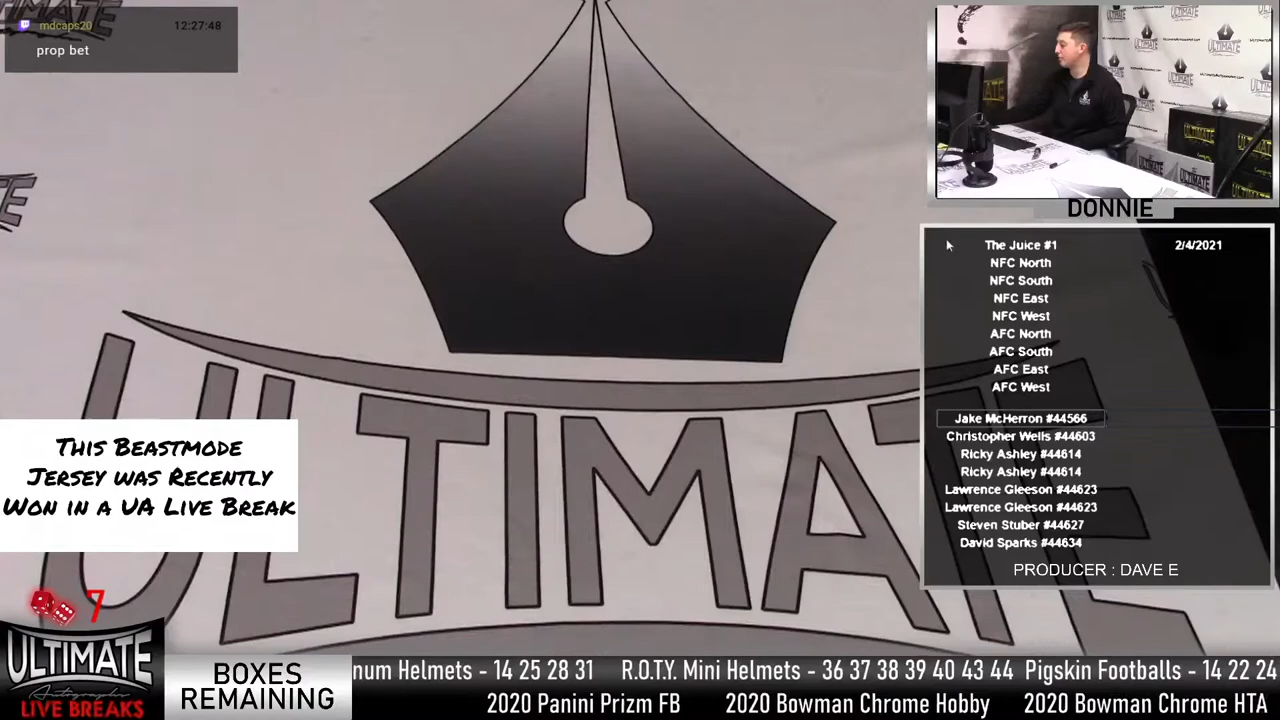 mdcaps20 12:27:48
prop bet
ULTIMATE
DONNIE
The Juice #1 2/4/2021
NFC North
NFC South
NFC East
NFC West
AFC North
AFC South
AFC East
AFC West
Jake McHerron #44566
Christopher Wells #44603
Ricky Ashley #44614
Ricky Ashley #44614
Lawrence Gleeson #44623
Lawrence Gleeson #44623
Steven Stuber #44627
David Sparks #44634
PRODUCER : DAVE E
This Beastmode
Jersey was Recently
Won in a UA Live Break
ULTIMATE
7
ULTIMATE
Autographs
LIVE BREAKS
BOXES
REMAINING
num Helmets - 14 25 28 31 R.O.T.Y. Mini Helmets - 36 37 38 39 40 43 44 Pigskin Footballs - 14 22 24
2020 Panini Prizm FB 2020 Bowman Chrome Hobby 2020 Bowman Chrome HTA